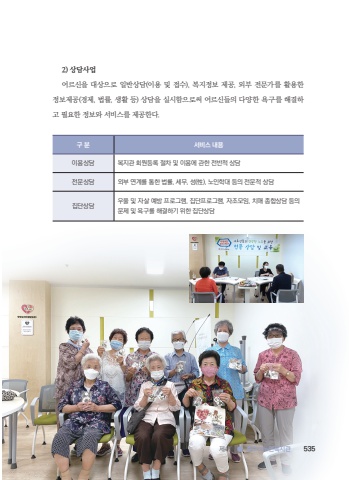 2) 상담사업
어르신을 대상으로 일반상담(이용 및 접수), 복지정보 제공, 외부 전문가를 활용한
정보제공(경제, 법률, 생활 등) 상담을 실시함으로써 어르신들의 다양한 욕구를 해결하
고 필요한 정보와 서비스를 제공한다.
구 분 서비스 내용
이용상담 복지관 회원등록 절차 및 이용에 관한 전반적 상담
전문상담 외부 연계를 통한 법률, 세무, 성(性), 노인학대 등의 전문적 상담
집단상담 우울 및 자살 예방 프로그램, 집단프로그램, 자조모임, 치매 종합상담 등의
문제 및 욕구를 해결하기 위한 집단상담
전문 상담 및 교육
535